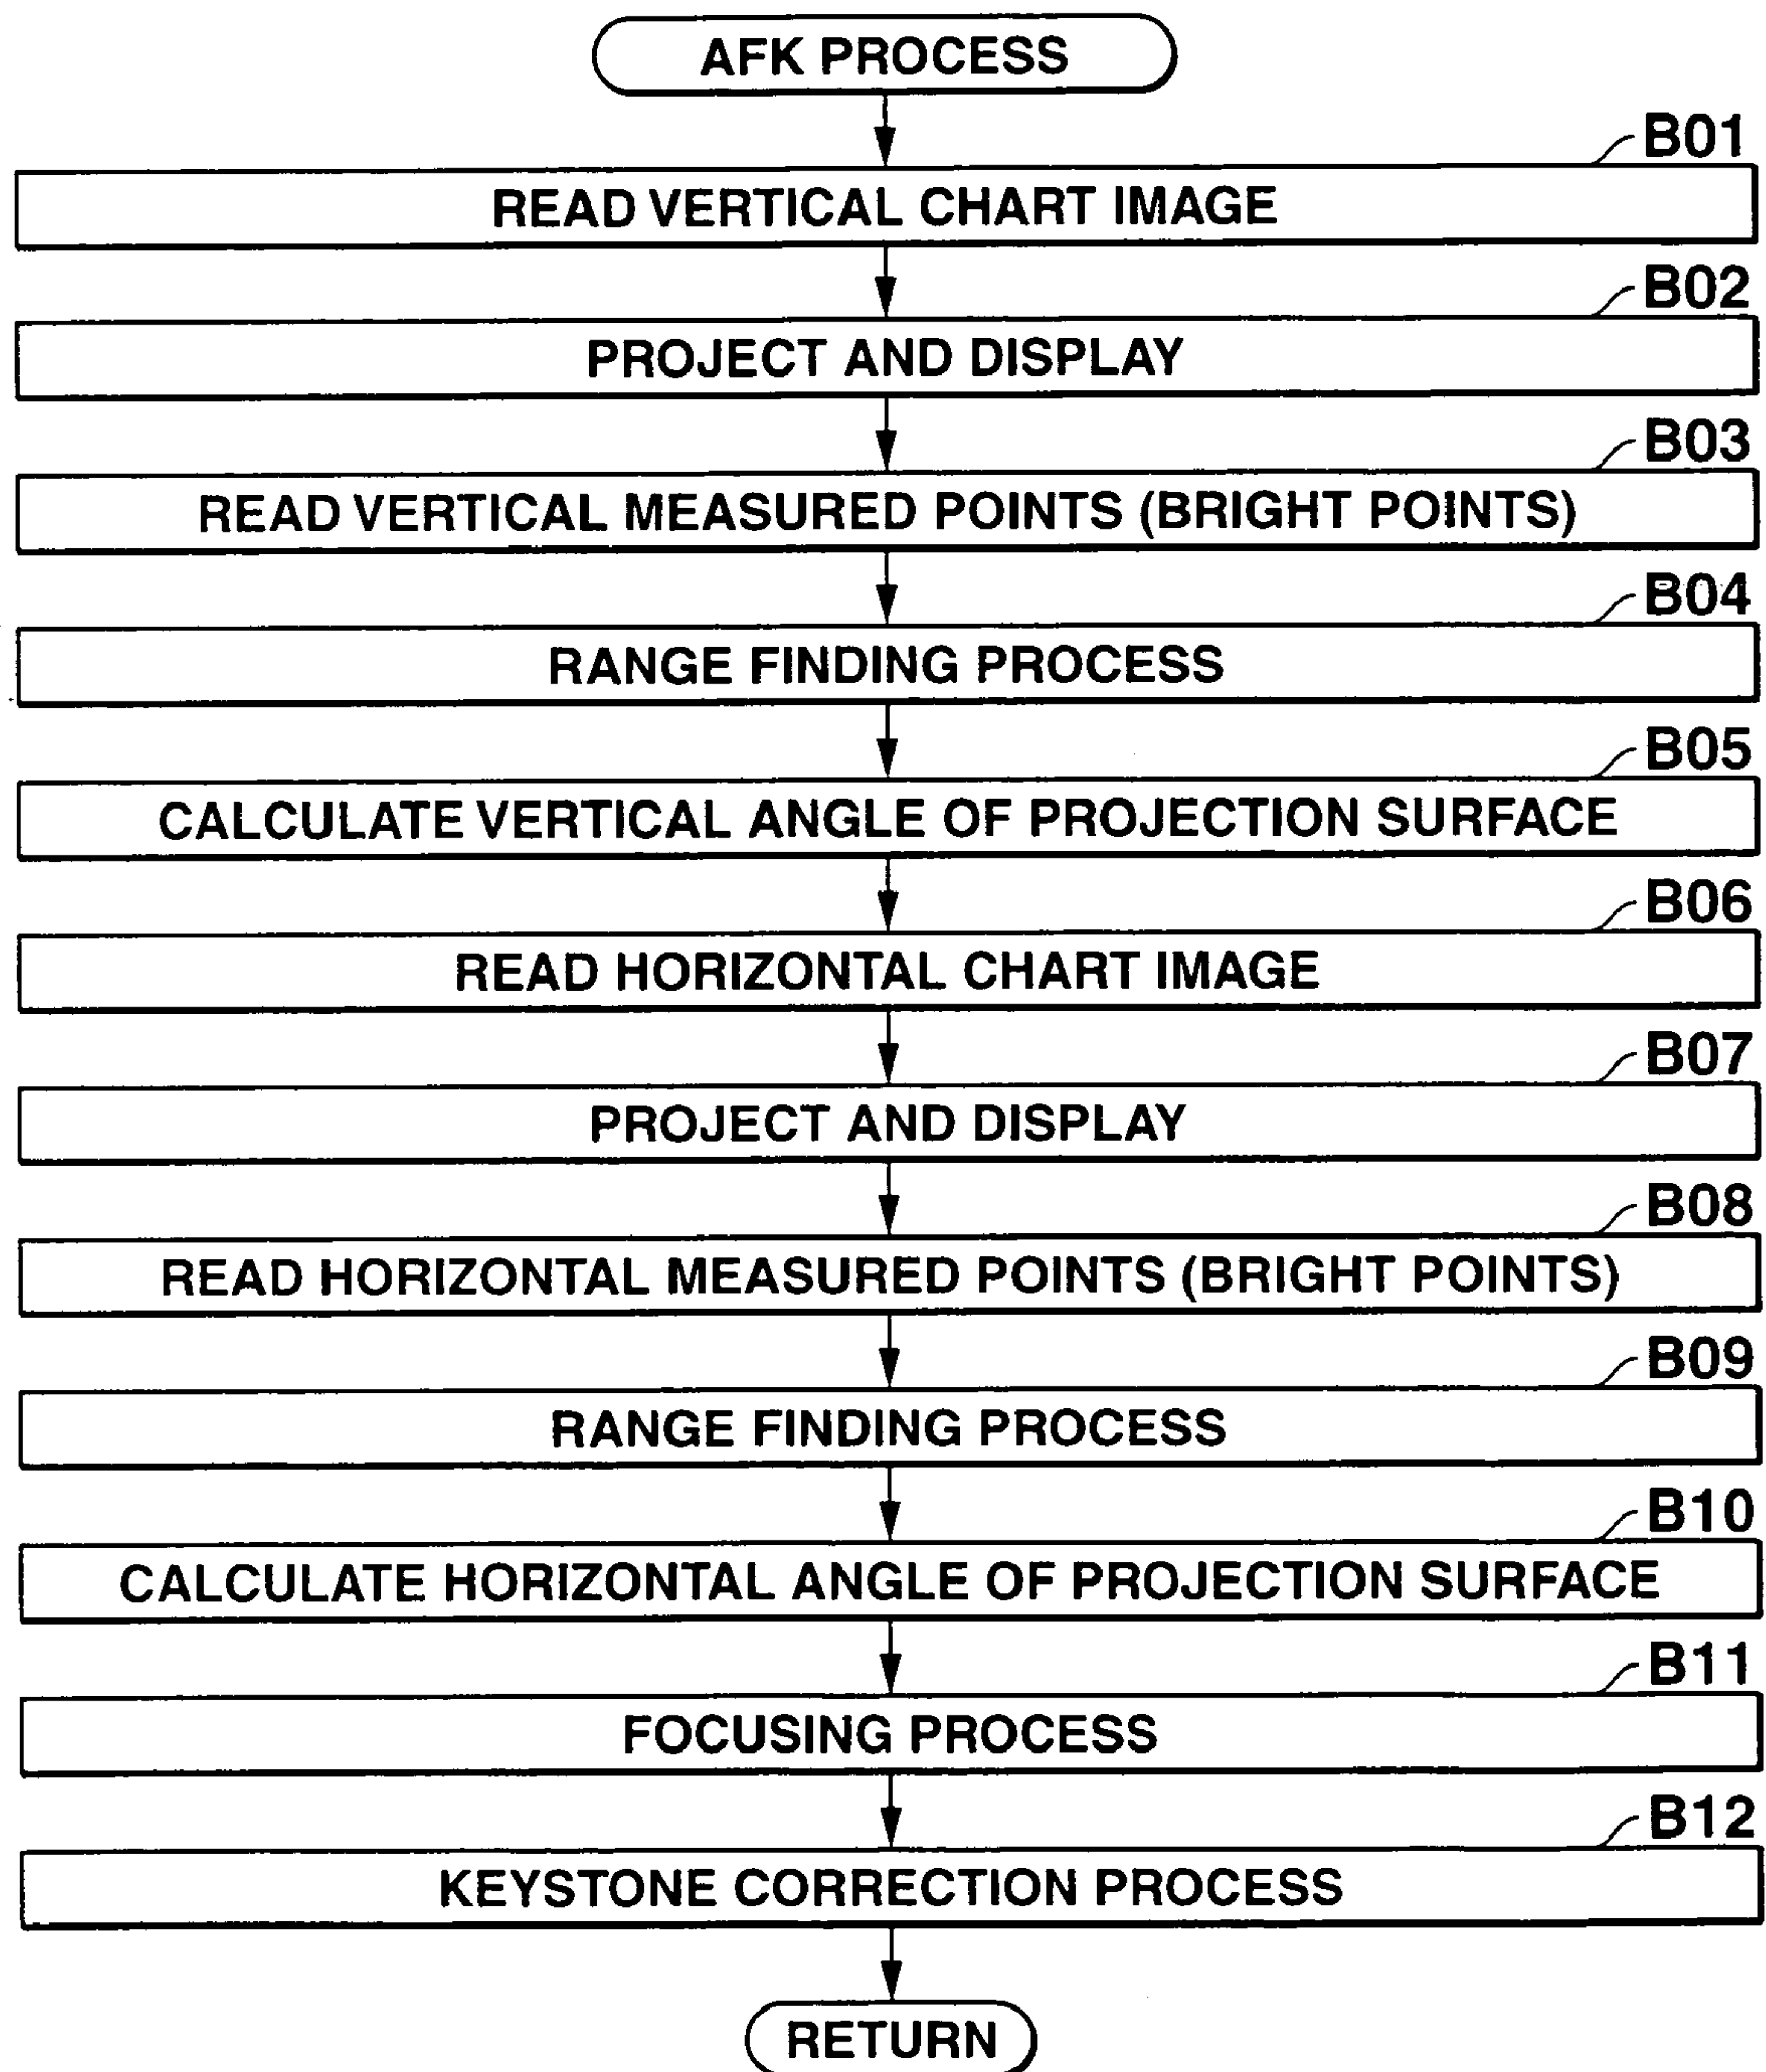 AFK PROCESS
B01
READ VERTICAL CHART IMAGE
B02
PROJECT AND DISPLAY
B03
READ VERTICAL MEASURED POINTS (BRIGHT POINTS)
B04
RANGE FINDING PROCESS
B05
CALCULATE VERTICAL ANGLE OF PROJECTION SURFACE
B06
READ HORIZONTAL CHART IMAGE
B07
PROJECT AND DISPLAY
B08
READ HORIZONTAL MEASURED POINTS (BRIGHT POINTS)
B09
RANGE FINDING PROCESS
B10
CALCULATE HORIZONTAL ANGLE OF PROJECTION SURFACE
B11
FOCUSING PROCESS
B12
KEYSTONE CORRECTION PROCESS
RETURN